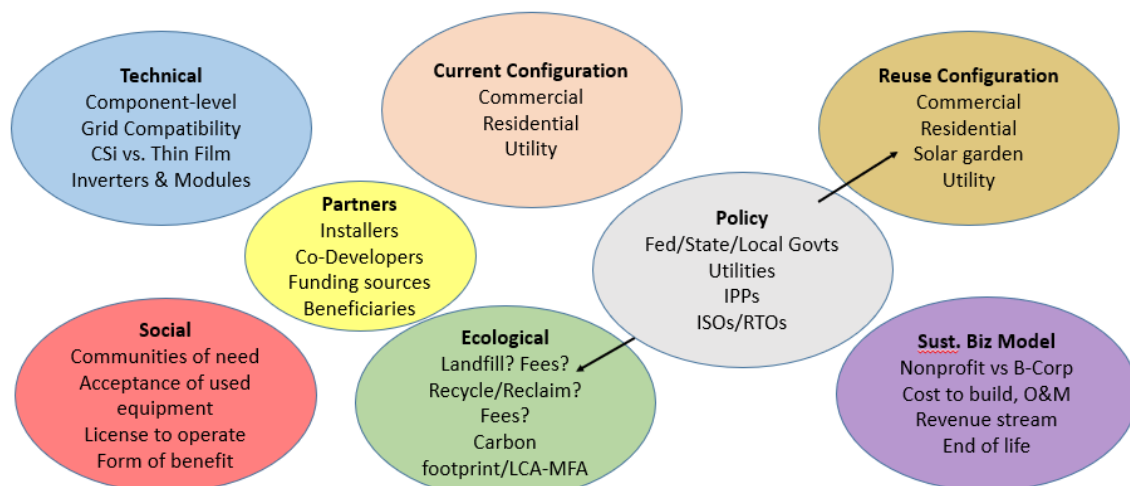 Technical
Component-level
Grid Compatibility
CSi vs. Thin Film
Inverters & Modules
Current Configuration
Commercial
Residential
Utility
Reuse Configuration
Commercial
Residential
Solar garden
Utility
Partners
Installers
Co-Developers
Funding sources
Beneficiaries
Policy
Fed/State/Local Govts
Utilities
IPPs
ISOs/RTOs
Social
Communities of need
Acceptance of used
equipment
License to operate
Form of benefit
Ecological
Landfill? Fees?
Recycle/Reclaim?
Fees?
Carbon
footprint/LCA-MFA
Sust. Biz Model
Nonprofit vs B-Corp
Cost to build, O&M
Revenue stream
End of life